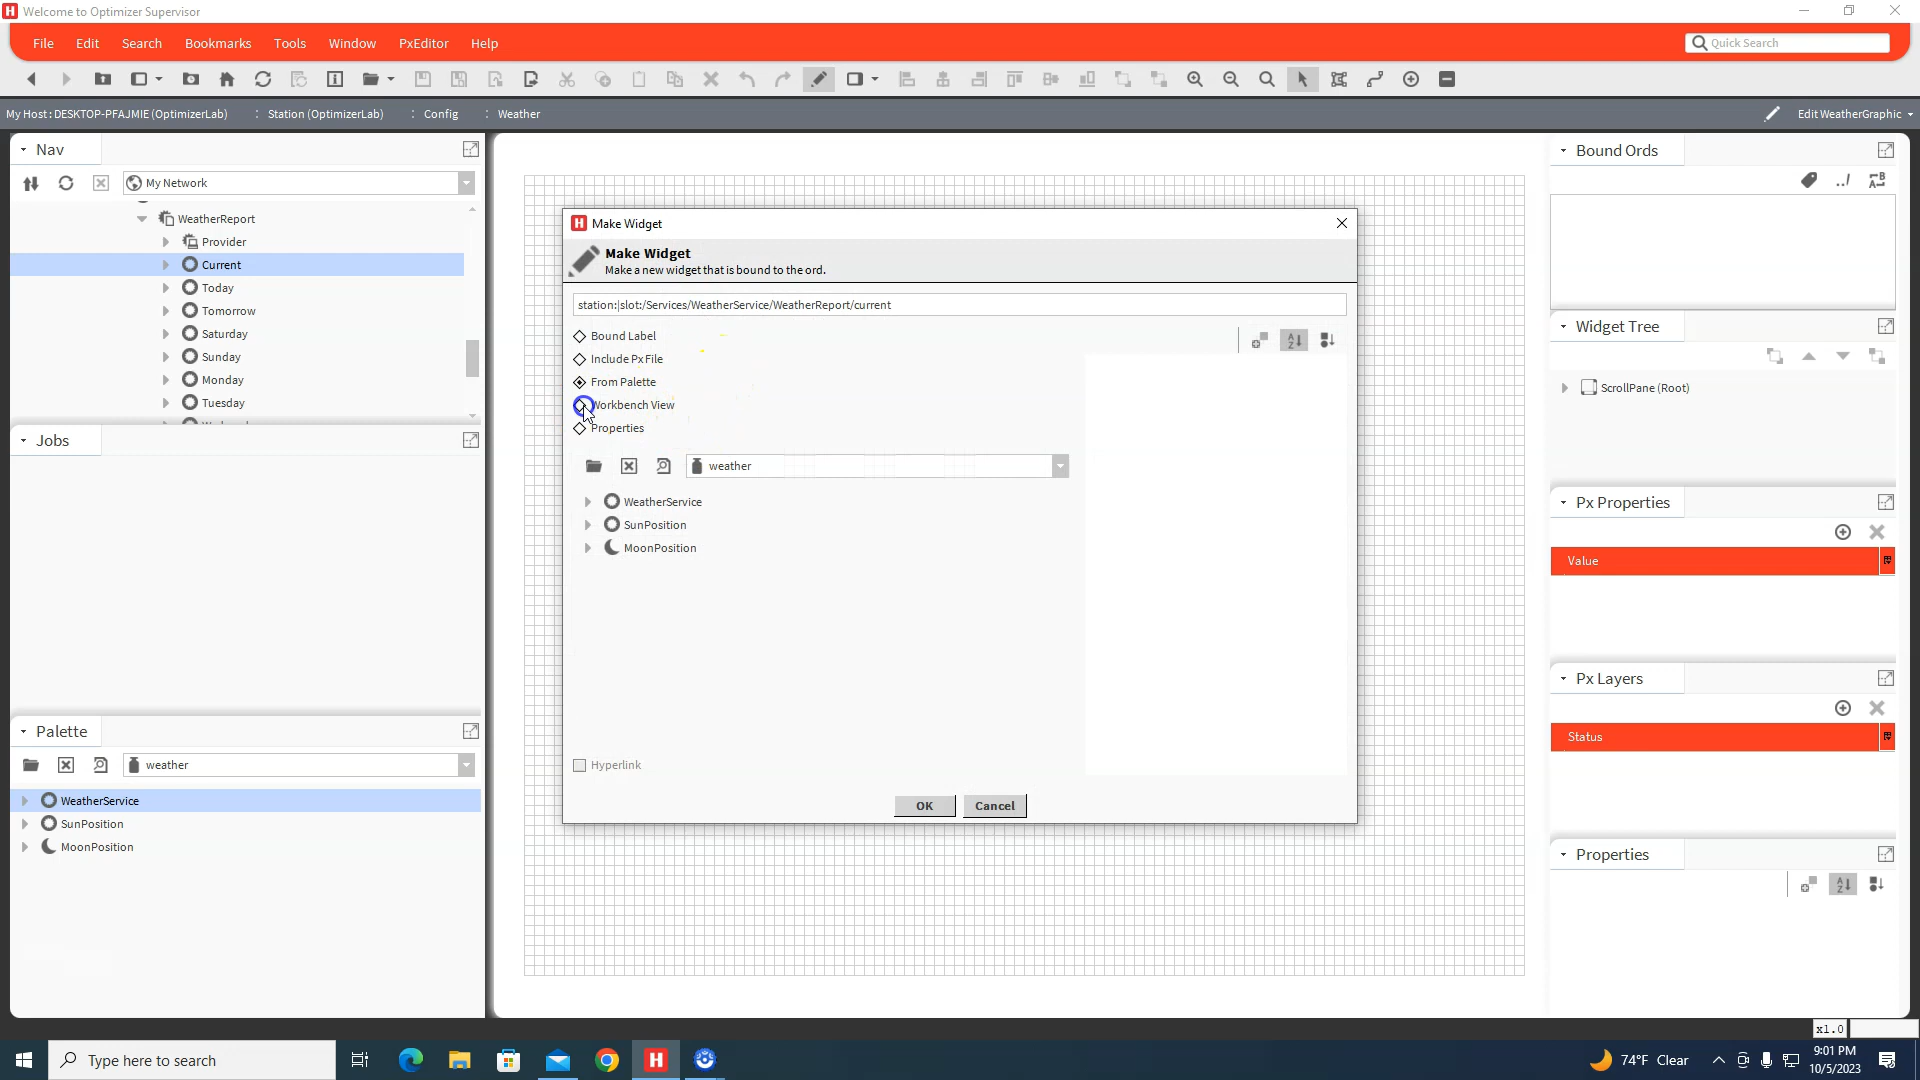 Welcome to Optimizer Supervisor
File Edit Search Bookmarks Tools Window PxEditor Help
Quick Search
My Host : DESKTOP-PFAJMIE (OptimizerLab) : Station (OptimizerLab) : Config : Weather
Edit WeatherGraphic
Nav
My Network
WeatherReport
Provider
Current
Today
Tomorrow
Saturday
Sunday
Monday
Tuesday
Jobs
Palette
weather
WeatherService
SunPosition
MoonPosition
Make Widget
Make Widget
Make a new widget that is bound to the ord.
station:|slot:/Services/WeatherService/WeatherReport/current
Bound Label
Include Px File
From Palette
Workbench View
Properties
weather
WeatherService
SunPosition
MoonPosition
Hyperlink
OK Cancel
Bound Ords
Widget Tree
ScrollPane (Root)
Px Properties
Value
Px Layers
Status
Properties
x1.0
Type here to search
74°F Clear
9:01 PM
10/5/2023